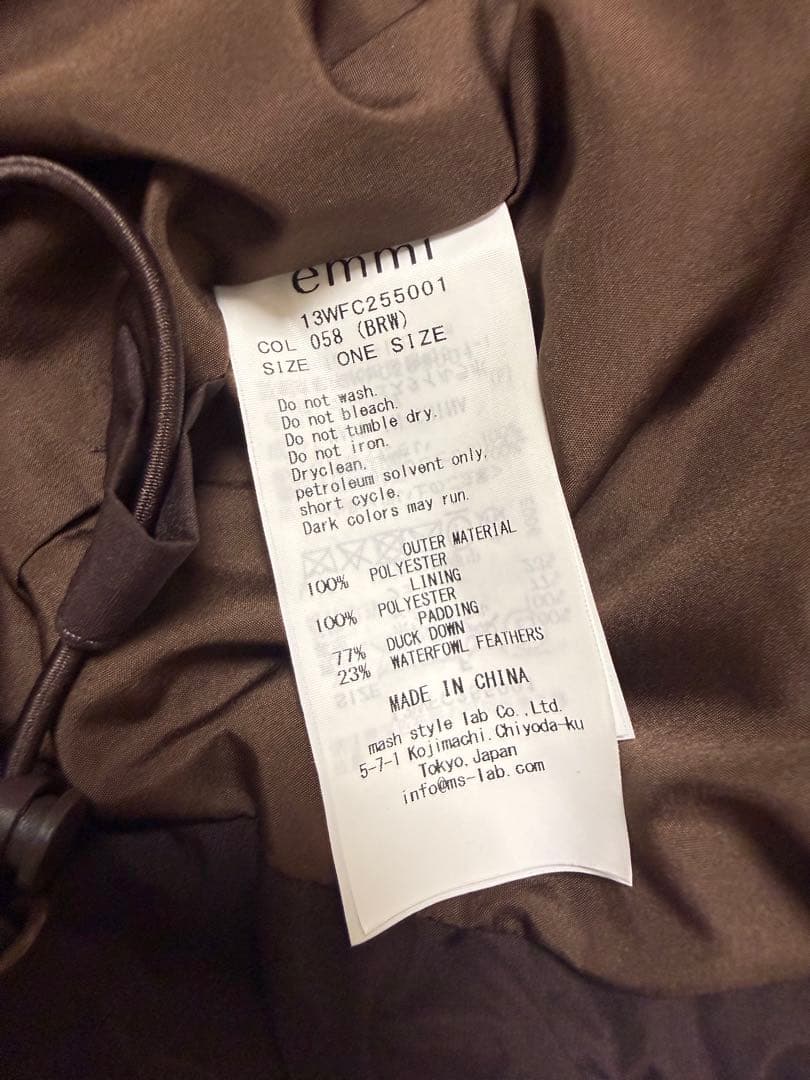 emmi
13WFC255001
COL 058 (BRW)
SIZE ONE SIZE
Do not wash.
Do not bleach.
Do not tumble dry.
Do not iron.
Dryclean.
petroleum solvent only.
short cycle.
Dark colors may run.
OUTER MATERIAL
100% POLYESTER
LINING
100% POLYESTER
PADDING
77% DUCK DOWN
23% WATERFOWL FEATHERS
MADE IN CHINA
mash style lab Co.,Ltd.
5-7-1 Kojimachi.Chiyoda-ku
Tokyo.Japan
info@ms-lab.com